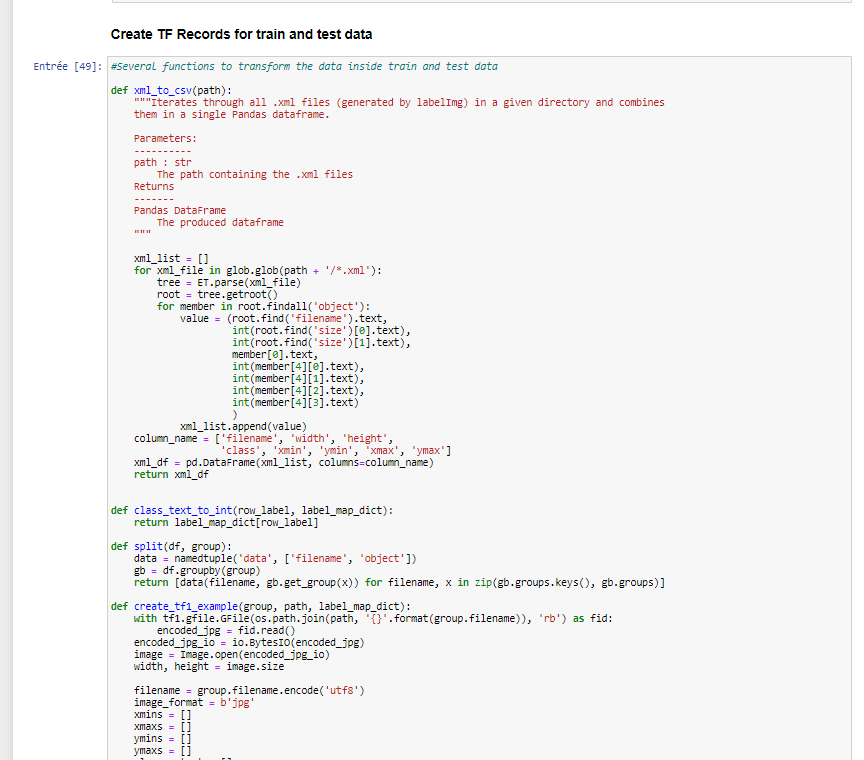 Create TF Records for train and test data
Entrée [49]: #Several functions to transform the data inside train and test data
def xml_to_csv(path):
    """Iterates through all .xml files (generated by labelImg) in a given directory and combines
    them in a single Pandas dataframe.

    Parameters:
    ----------
    path : str
        The path containing the .xml files
    Returns
    -------
    Pandas DataFrame
        The produced dataframe
    """

    xml_list = []
    for xml_file in glob.glob(path + '/*.xml'):
        tree = ET.parse(xml_file)
        root = tree.getroot()
        for member in root.findall('object'):
            value = (root.find('filename').text,
                     int(root.find('size')[0].text),
                     int(root.find('size')[1].text),
                     member[0].text,
                     int(member[4][0].text),
                     int(member[4][1].text),
                     int(member[4][2].text),
                     int(member[4][3].text)
                     )
            xml_list.append(value)
    column_name = ['filename', 'width', 'height',
                   'class', 'xmin', 'ymin', 'xmax', 'ymax']
    xml_df = pd.DataFrame(xml_list, columns=column_name)
    return xml_df


def class_text_to_int(row_label, label_map_dict):
    return label_map_dict[row_label]

def split(df, group):
    data = namedtuple('data', ['filename', 'object'])
    gb = df.groupby(group)
    return [data(filename, gb.get_group(x)) for filename, x in zip(gb.groups.keys(), gb.groups)]

def create_tf1_example(group, path, label_map_dict):
    with tf1.gfile.GFile(os.path.join(path, '{}'.format(group.filename)), 'rb') as fid:
        encoded_jpg = fid.read()
    encoded_jpg_io = io.BytesIO(encoded_jpg)
    image = Image.open(encoded_jpg_io)
    width, height = image.size

    filename = group.filename.encode('utf8')
    image_format = b'jpg'
    xmins = []
    xmaxs = []
    ymins = []
    ymaxs = []